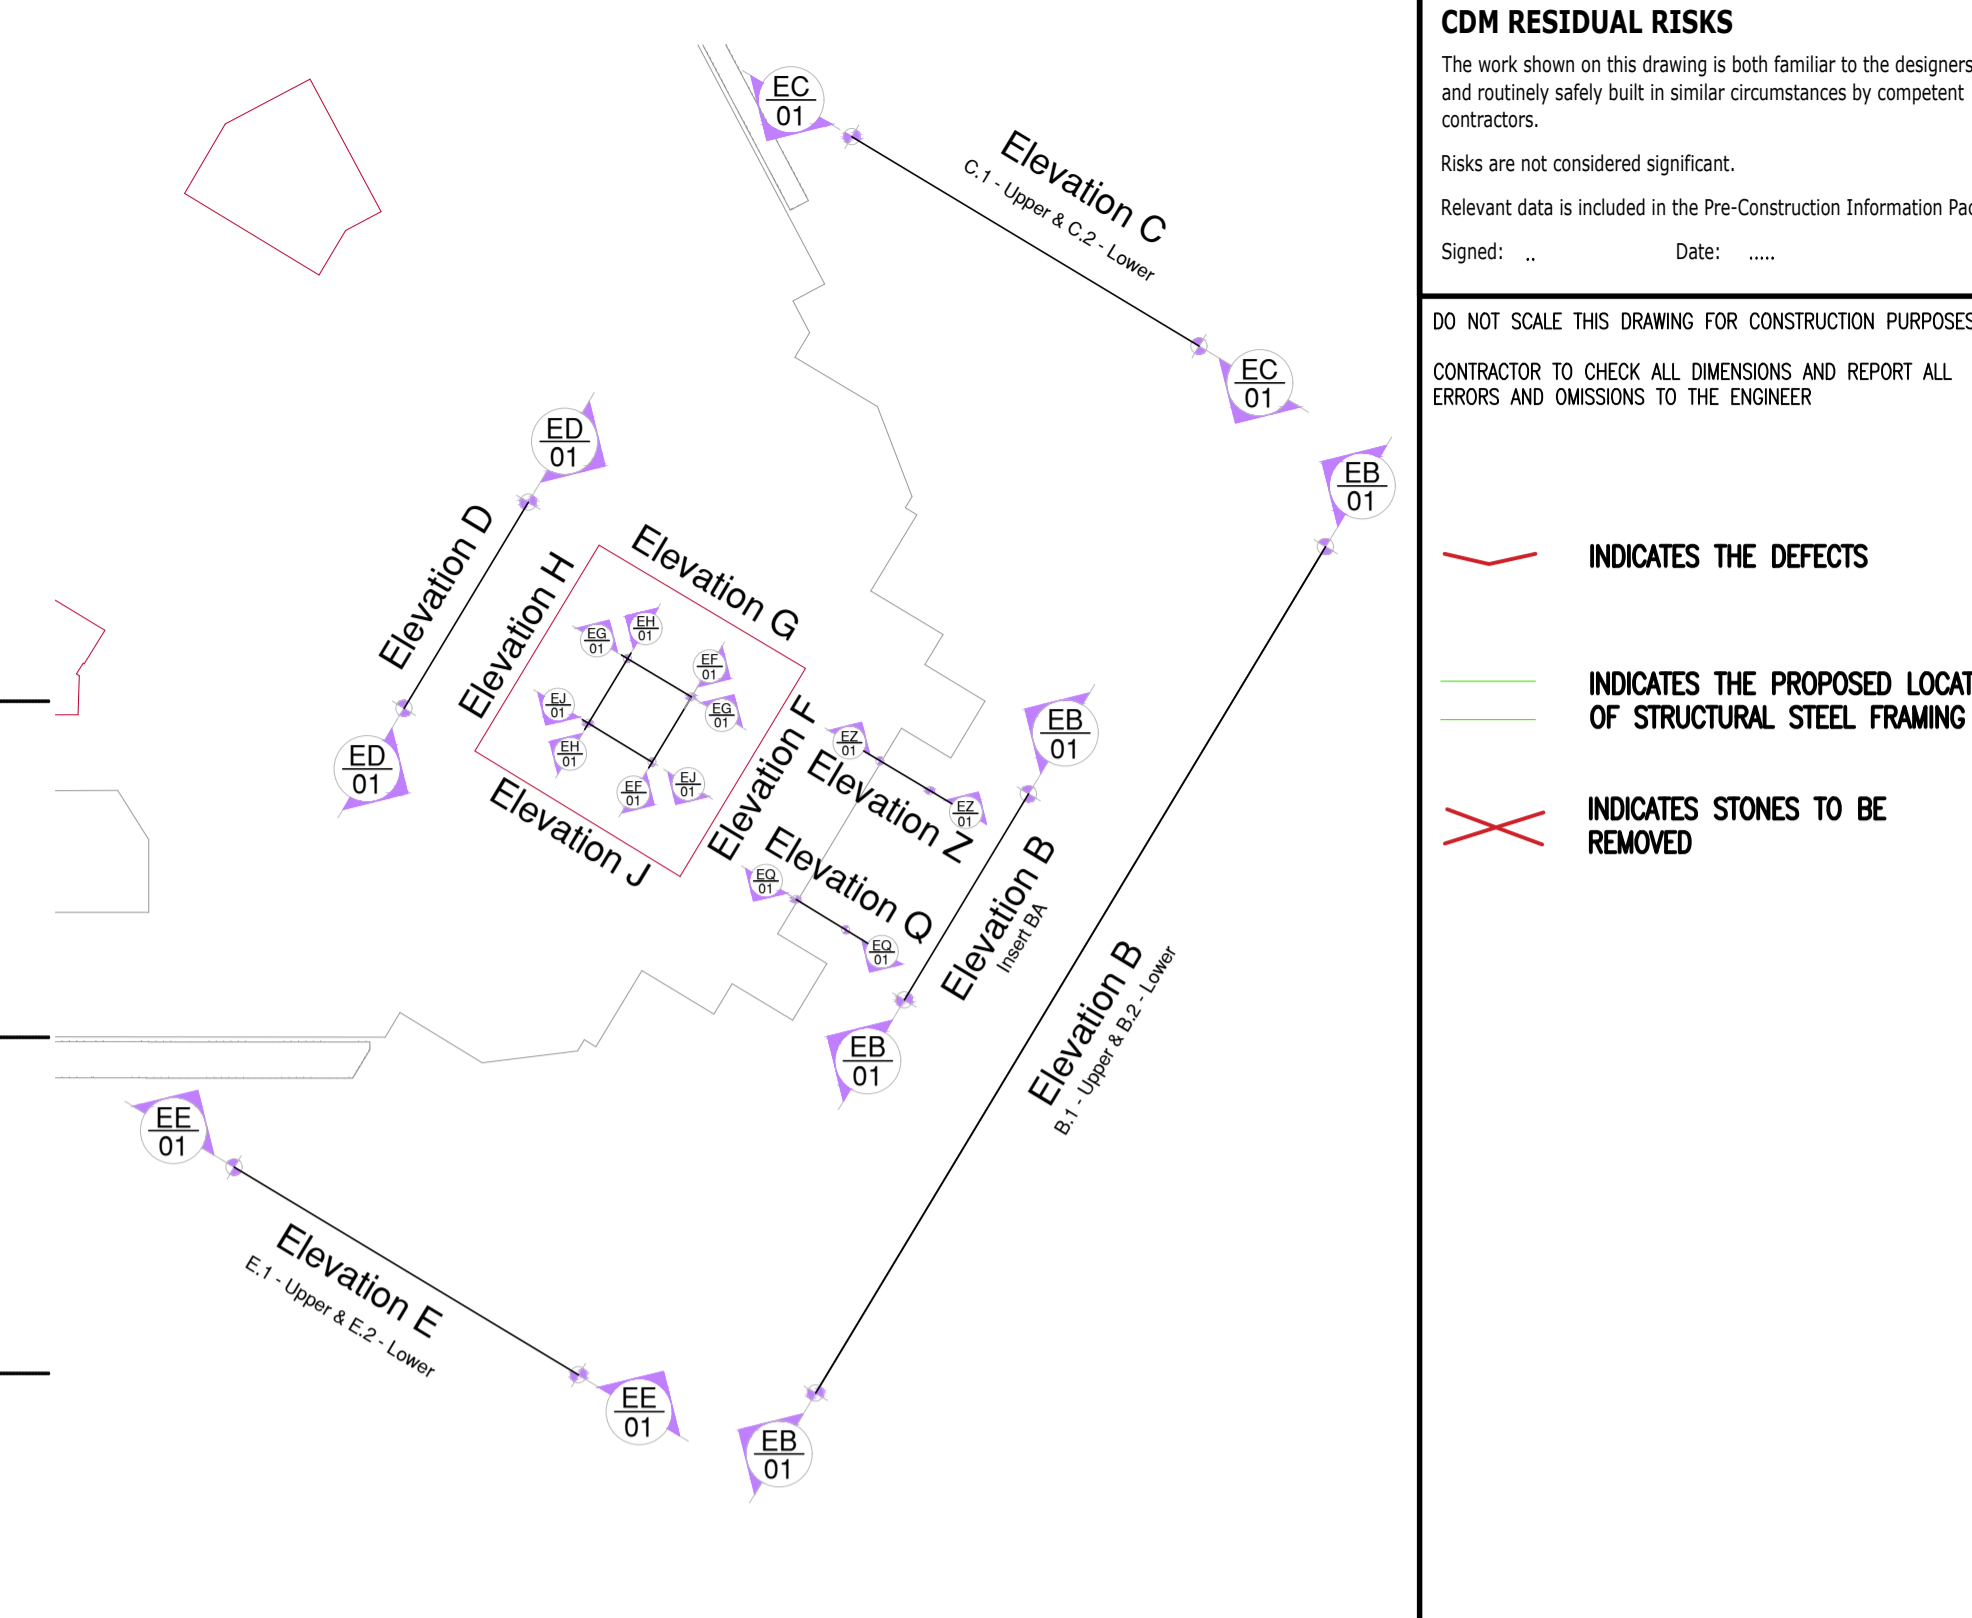 EC
01
Elevation C
C.1 - Upper & C.2 - Lower
EC
01
ED
01
Elevation D
ED
01
EB
01
Elevation H
Elevation G
EG
01
EH
01
EF
01
EG
01
EJ
01
EH
01
EF
01
EJ
01
Elevation J
Elevation F
EZ
01
Elevation Z
EZ
01
EB
01
Elevation Q
EQ
01
EQ
01
Elevation B
Insert BA
EB
01
Elevation B
B.1 - Upper & B.2 - Lower
EB
01
EE
01
Elevation E
E.1 - Upper & E.2 - Lower
EE
01
CDM RESIDUAL RISKS
The work shown on this drawing is both familiar to the designers
and routinely safely built in similar circumstances by competent
contractors.
Risks are not considered significant.
Relevant data is included in the Pre-Construction Information
Signed: .. Date: .....
DO NOT SCALE THIS DRAWING FOR CONSTRUCTION PURPOSES
CONTRACTOR TO CHECK ALL DIMENSIONS AND REPORT ALL
ERRORS AND OMISSIONS TO THE ENGINEER
INDICATES THE DEFECTS
INDICATES THE PROPOSED
OF STRUCTURAL STEEL FRAMING
INDICATES STONES TO BE
REMOVED